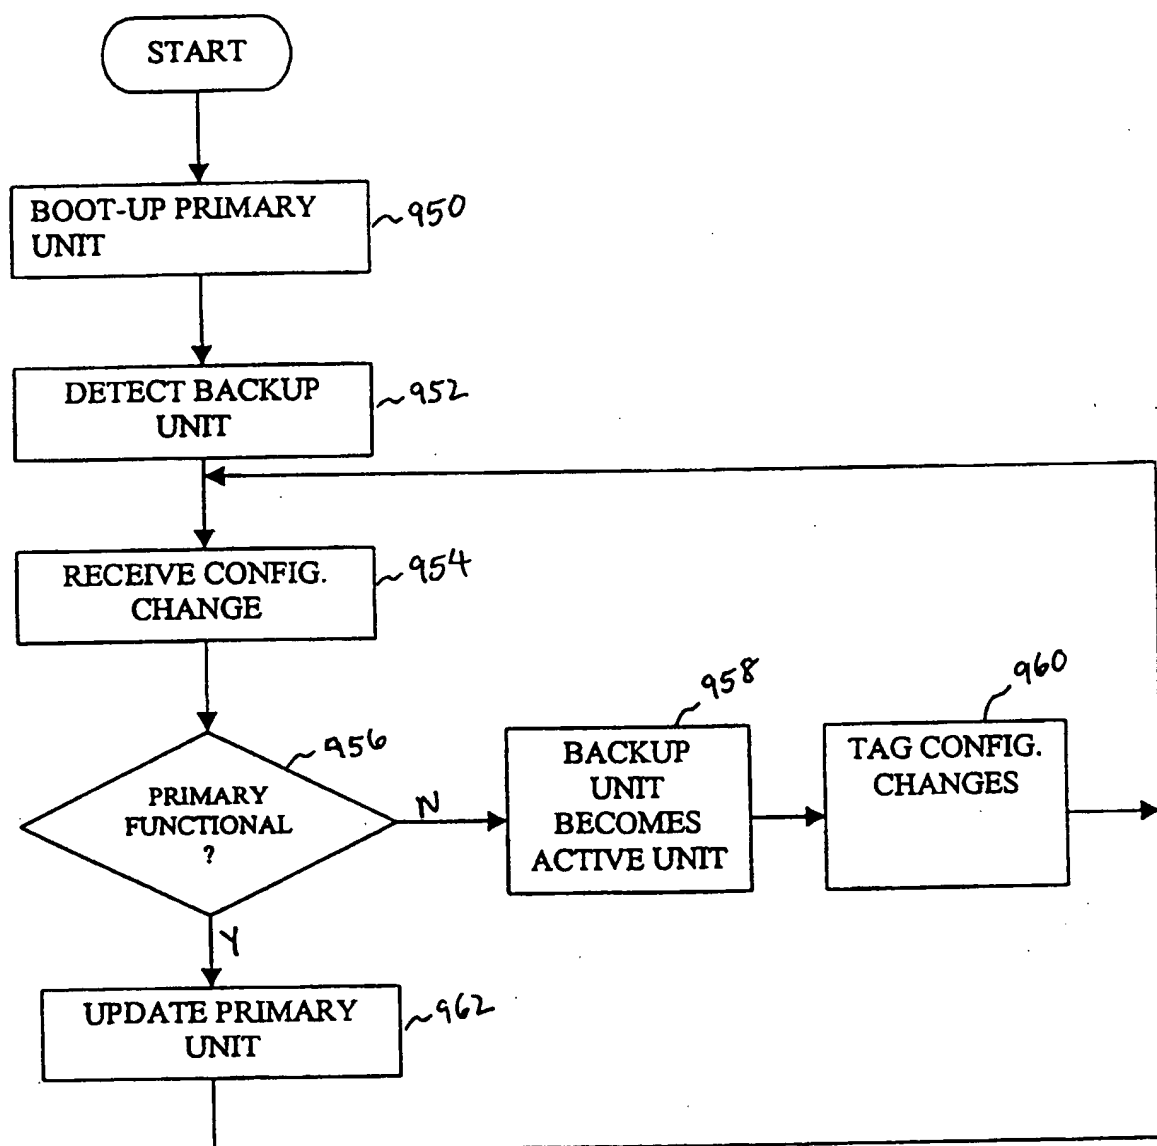 START
BOOT-UP PRIMARY
UNIT
950
DETECT BACKUP
UNIT
952
RECEIVE CONFIG.
CHANGE
954
PRIMARY
FUNCTIONAL
?
956
N
BACKUP
UNIT
BECOMES
ACTIVE UNIT
958
TAG CONFIG.
CHANGES
960
Y
UPDATE PRIMARY
UNIT
962